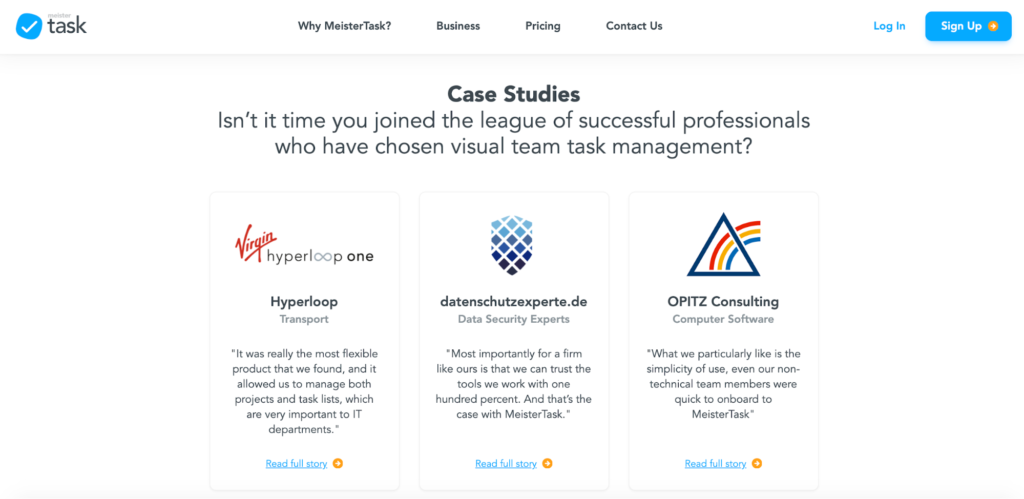 meister
task
Why MeisterTask?
Business
Pricing
Contact Us
Log In
Sign Up
Case Studies
Isn’t it time you joined the league of successful professionals
who have chosen visual team task management?
Virgin
hyperloop one
Hyperloop
Transport
"It was really the most flexible
product that we found, and it
allowed us to manage both
projects and task lists, which
are very important to IT
departments."
Read full story
datenschutzexperte.de
Data Security Experts
"Most importantly for a firm
like ours is that we can trust the
tools we work with one
hundred percent. And that’s the
case with MeisterTask."
Read full story
OPITZ Consulting
Computer Software
"What we particularly like is the
simplicity of use, even our non-
technical team members were
quick to onboard to
MeisterTask"
Read full story